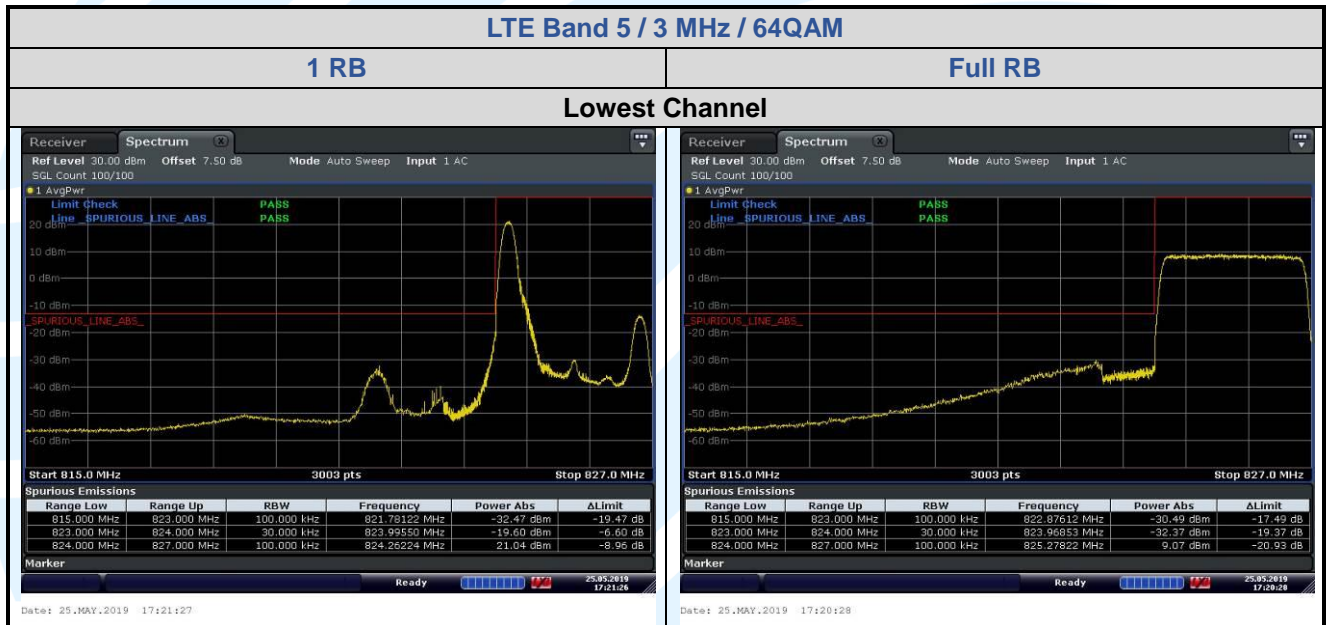 LTE Band 5 / 3 MHz / 64QAM
1 RB
Full RB
Lowest Channel
Receiver Spectrum
Ref Level 30.00 dBm Offset 7.50 dB Mode Auto Sweep Input 1 AC
SGL Count 100/100
1 AvgPwr
Limit Check PASS
Line _SPURIOUS_LINE_ABS_ PASS
20 dBm
10 dBm
0 dBm
-10 dBm
_SPURIOUS_LINE_ABS_
-20 dBm
-30 dBm
-40 dBm
-50 dBm
-60 dBm
Start 815.0 MHz 3003 pts Stop 827.0 MHz
Spurious Emissions
Range Low Range Up RBW Frequency Power Abs ΔLimit
815.000 MHz 823.000 MHz 100.000 kHz 821.78122 MHz -32.47 dBm -19.47 dB
823.000 MHz 824.000 MHz 30.000 kHz 823.99550 MHz -19.60 dBm -6.60 dB
824.000 MHz 827.000 MHz 100.000 kHz 824.26224 MHz 21.04 dBm -8.96 dB
Marker
Ready 25.05.2019
17:21:26
Date: 25.MAY.2019 17:21:27
Receiver Spectrum
Ref Level 30.00 dBm Offset 7.50 dB Mode Auto Sweep Input 1 AC
SGL Count 100/100
1 AvgPwr
Limit Check PASS
Line _SPURIOUS_LINE_ABS_ PASS
20 dBm
10 dBm
0 dBm
-10 dBm
_SPURIOUS_LINE_ABS_
-20 dBm
-30 dBm
-40 dBm
-50 dBm
-60 dBm
Start 815.0 MHz 3003 pts Stop 827.0 MHz
Spurious Emissions
Range Low Range Up RBW Frequency Power Abs ΔLimit
815.000 MHz 823.000 MHz 100.000 kHz 822.87612 MHz -30.49 dBm -17.49 dB
823.000 MHz 824.000 MHz 30.000 kHz 823.96853 MHz -32.37 dBm -19.37 dB
824.000 MHz 827.000 MHz 100.000 kHz 825.27822 MHz 9.07 dBm -20.93 dB
Marker
Ready 25.05.2019
17:20:28
Date: 25.MAY.2019 17:20:28